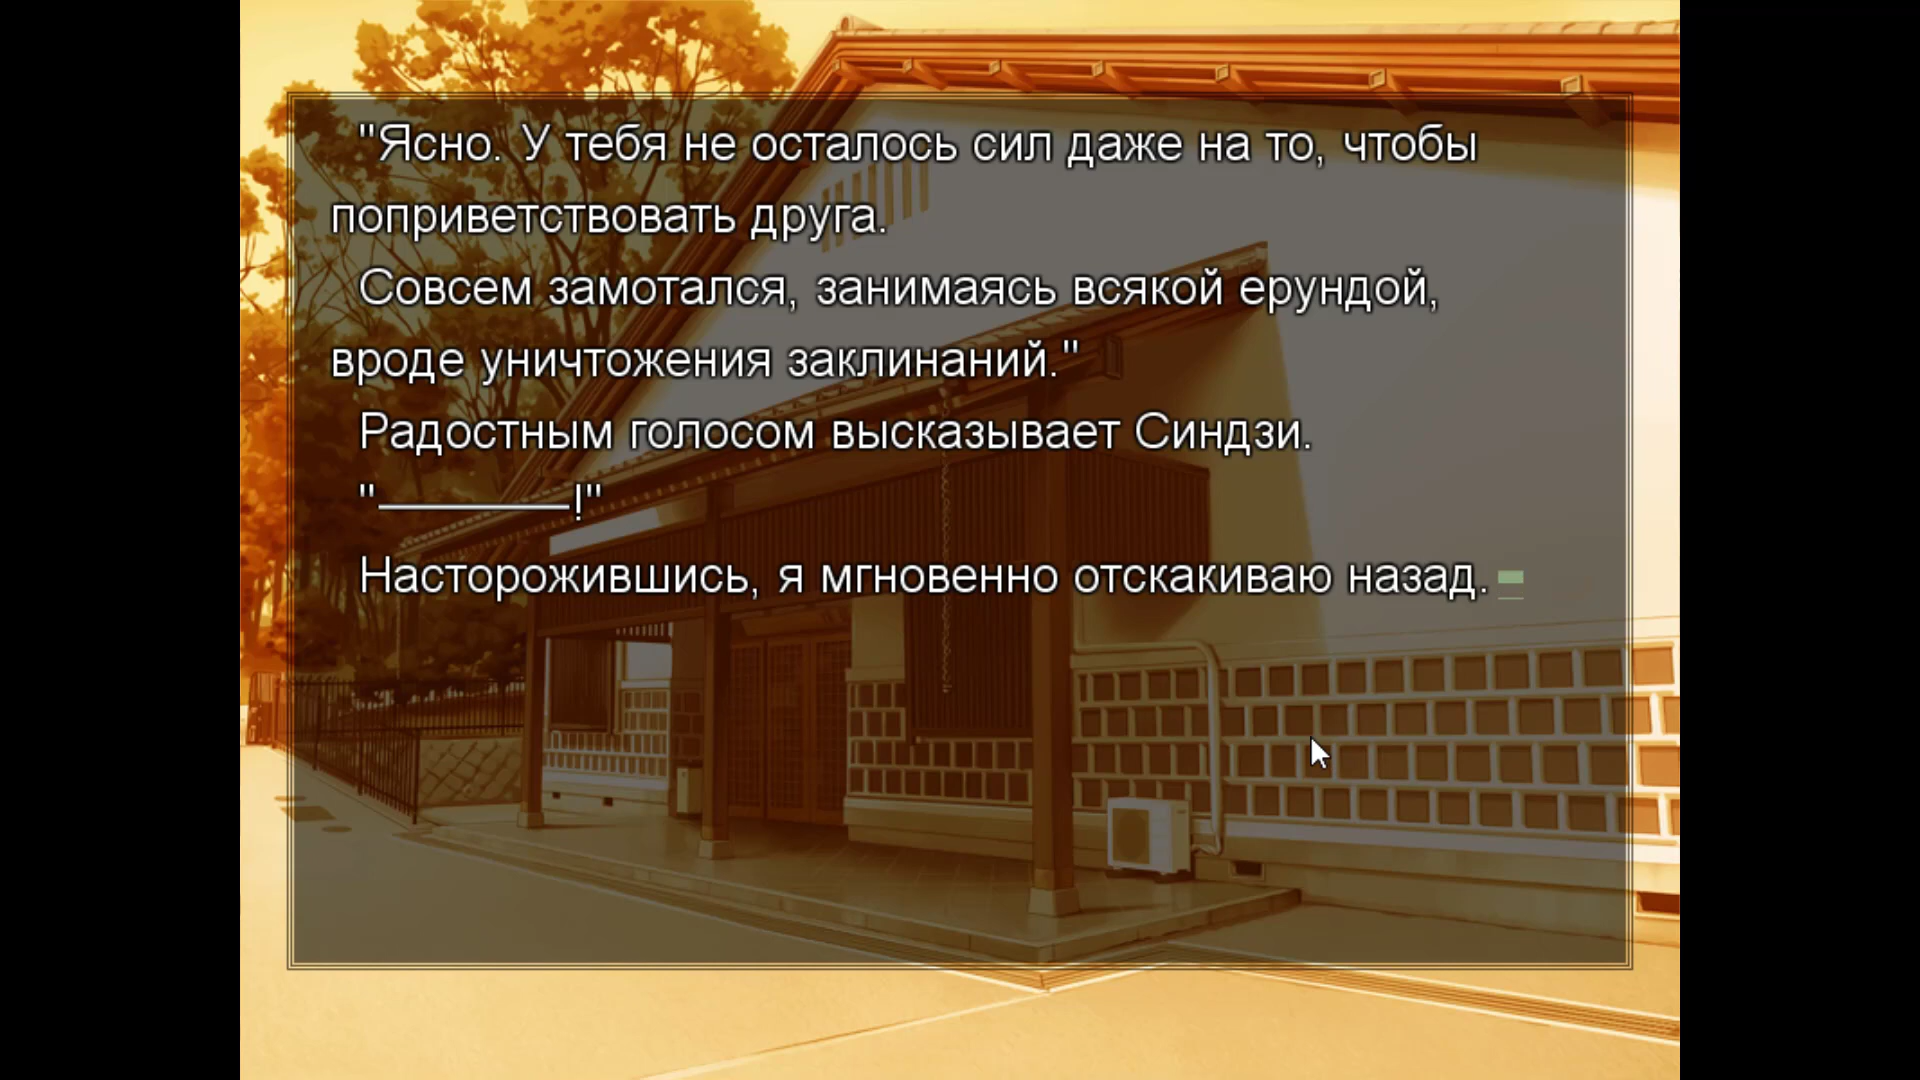 "Ясно. У тебя не осталось сил даже на то, чтобы
поприветствовать друга.
Совсем замотался, занимаясь всякой ерундой,
вроде уничтожения заклинаний."
Радостным голосом высказывает Синдзи.
"————!"
Насторожившись, я мгновенно отскакиваю назад.